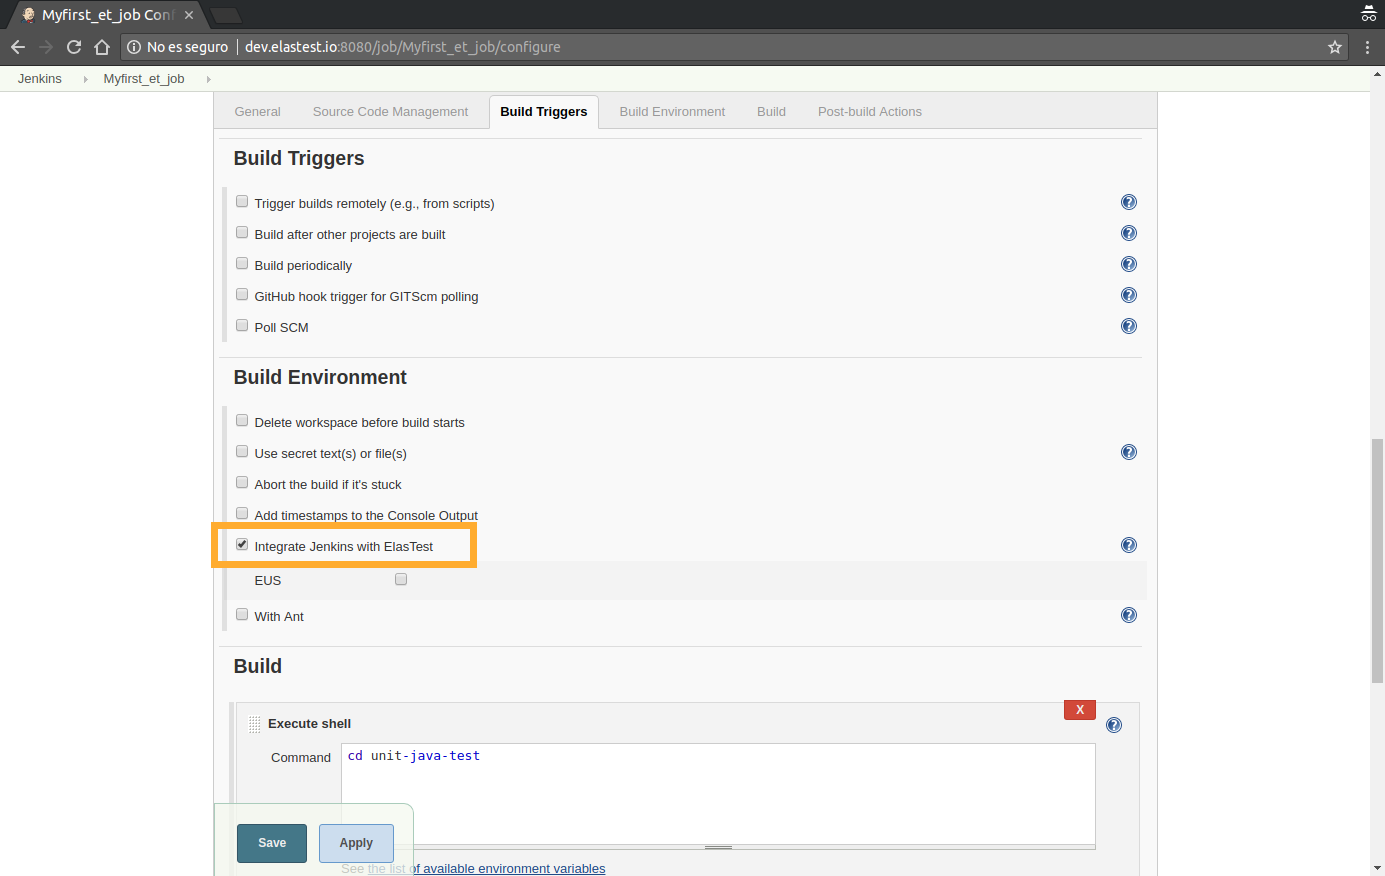 Myfirst_et_job Conf
No es seguro dev.elastest.io:8080/job/Myfirst_et_job/configure
Jenkins Myfirst_et_job
General Source Code Management Build Triggers Build Environment Build Post-build Actions
Build Triggers
Trigger builds remotely (e.g., from scripts)
Build after other projects are built
Build periodically
GitHub hook trigger for GITScm polling
Poll SCM
Build Environment
Delete workspace before build starts
Use secret text(s) or file(s)
Abort the build if it's stuck
Add timestamps to the Console Output
Integrate Jenkins with ElasTest
EUS
With Ant
Build
X
Execute shell
Command cd unit-java-test
Save Apply
See the list of available environment variables